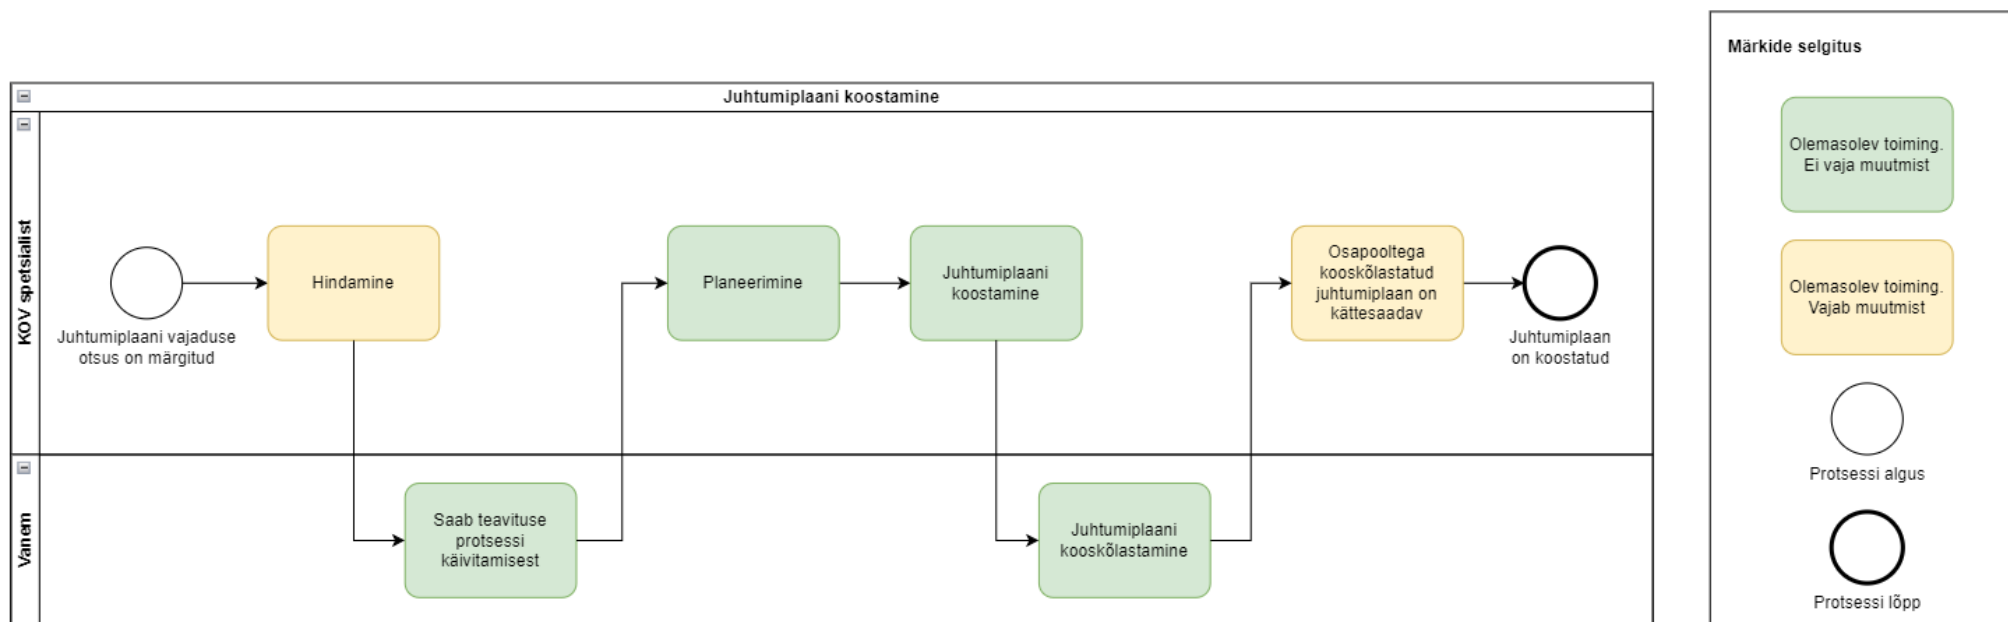 Märkide selgitus
Juhtumiplaani koostamine
KOV spetsialist
Juhtumiplaani vajaduse
otsus on märgitud
Hindamine
Planeerimine
Juhtumiplaani
koostamine
Osapooltega
kooskõlastatud
juhtumiplaan on
kättesaadav
Juhtumiplaan
on koostatud
Vanem
Saab teavituse
protsessi
käivitamisest
Juhtumiplaani
kooskõlastamine
Olemasolev toiming.
Ei vaja muutmist
Olemasolev toiming.
Vajab muutmist
Protsessi algus
Protsessi lõpp